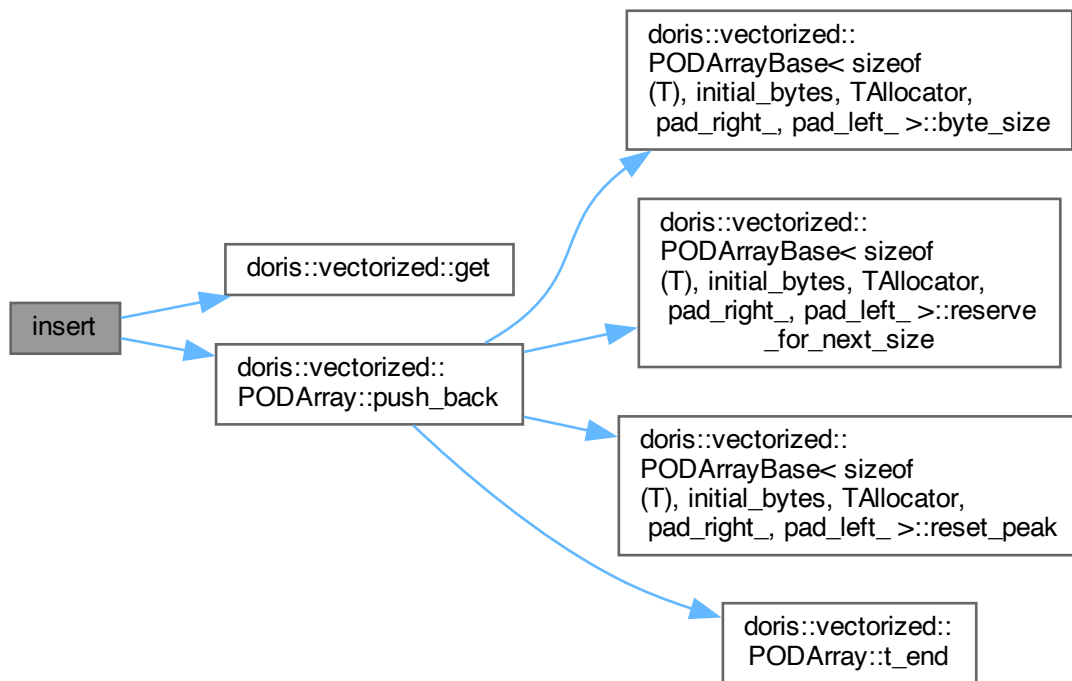 insert
doris::vectorized::get
doris::vectorized::
PODArray::push_back
doris::vectorized::
PODArrayBase< sizeof
(T), initial_bytes, TAllocator,
pad_right_, pad_left_ >::byte_size
doris::vectorized::
PODArrayBase< sizeof
(T), initial_bytes, TAllocator,
pad_right_, pad_left_ >::reserve
_for_next_size
doris::vectorized::
PODArrayBase< sizeof
(T), initial_bytes, TAllocator,
pad_right_, pad_left_ >::reset_peak
doris::vectorized::
PODArray::t_end